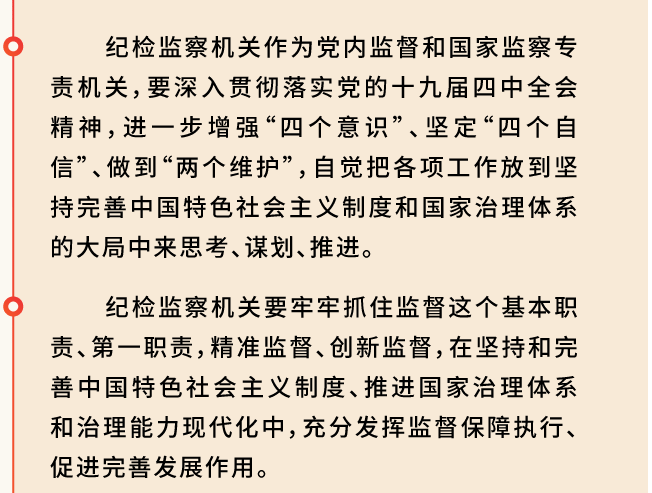 纪检监察机关作为党内监督和国家监察专
责机关，要深入贯彻落实党的十九届四中全会
精神，进一步增强“四个意识”、坚定“四个自
信”、做到“两个维护”，自觉把各项工作放到坚
持完善中国特色社会主义制度和国家治理体系
的大局中来思考、谋划、推进。
纪检监察机关要牢牢抓住监督这个基本职
责、第一职责，精准监督、创新监督，在坚持和完
善中国特色社会主义制度、推进国家治理体系
和治理能力现代化中，充分发挥监督保障执行、
促进完善发展作用。